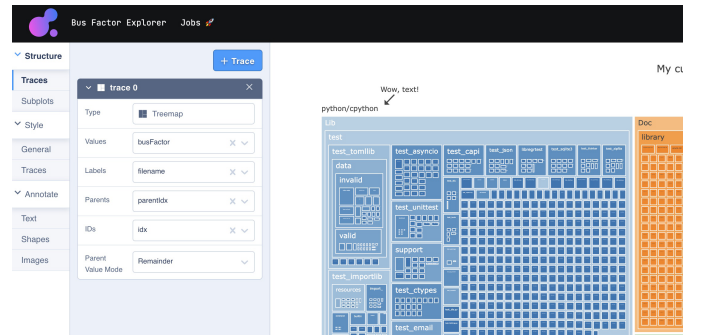 Bus Factor Explorer Jobs 🚀
Structure
Traces
Subplots
Style
General
Traces
Annotate
Text
Shapes
Images
+ Trace
trace 0
Type Treemap
Values busFactor
Labels filename
Parents parentIdx
IDs idx
Parent
Value Mode
Remainder
My cu
Wow, text!
python/cpython
Lib
Doc
test
library
test_tomllib
test_asyncio
test_capi
test_json
data
invalid
test_unittest
valid
support
test_importlib
test_ctypes
resources
test_email